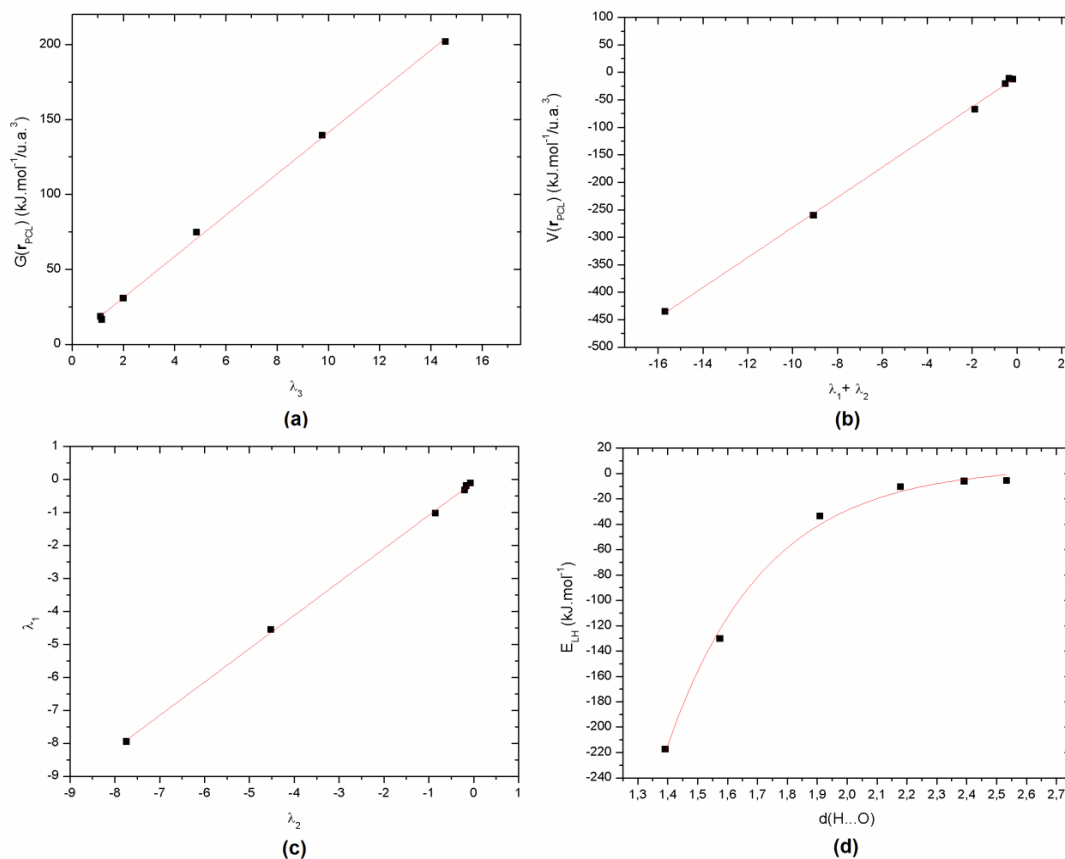 200
150
100
50
0
G(r_PCL) (kJ.mol⁻¹/u.a.³)
0 2 4 6 8 10 12 14 16
λ₃
(a)
100
50
0
-50
-100
-150
-200
-250
-300
-350
-400
-450
-500
V(r_PCL) (kJ.mol⁻¹/u.a.³)
-16 -14 -12 -10 -8 -6 -4 -2 0 2
λ₁+ λ₂
(b)
1
0
-1
-2
-3
-4
-5
-6
-7
-8
-9
λ₁
-9 -8 -7 -6 -5 -4 -3 -2 -1 0 1
λ₂
(c)
20
0
-20
-40
-60
-80
-100
-120
-140
-160
-180
-200
-220
-240
E_LH (kJ.mol⁻¹)
1,3 1,4 1,5 1,6 1,7 1,8 1,9 2,0 2,1 2,2 2,3 2,4 2,5 2,6 2,7
d(H...O)
(d)